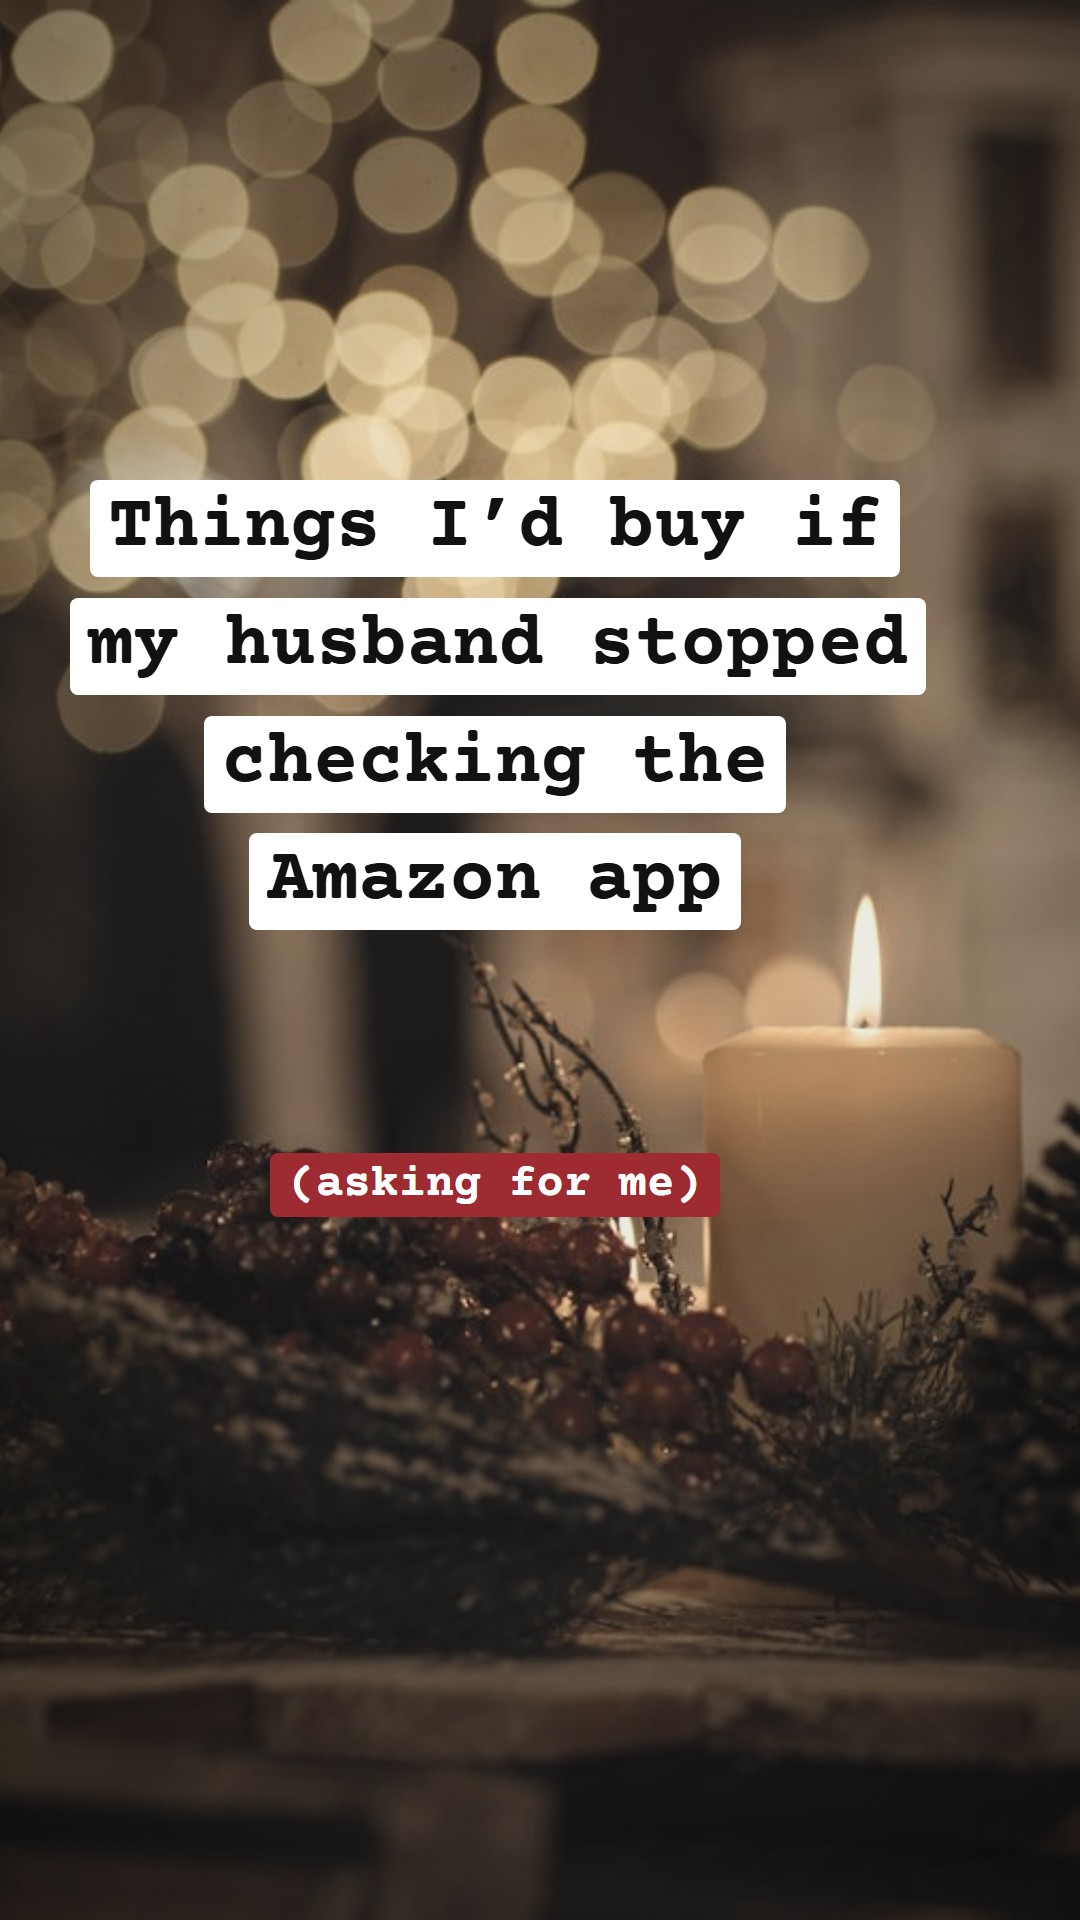 Things I’d buy if
my husband stopped
checking the
Amazon app
(asking for me)